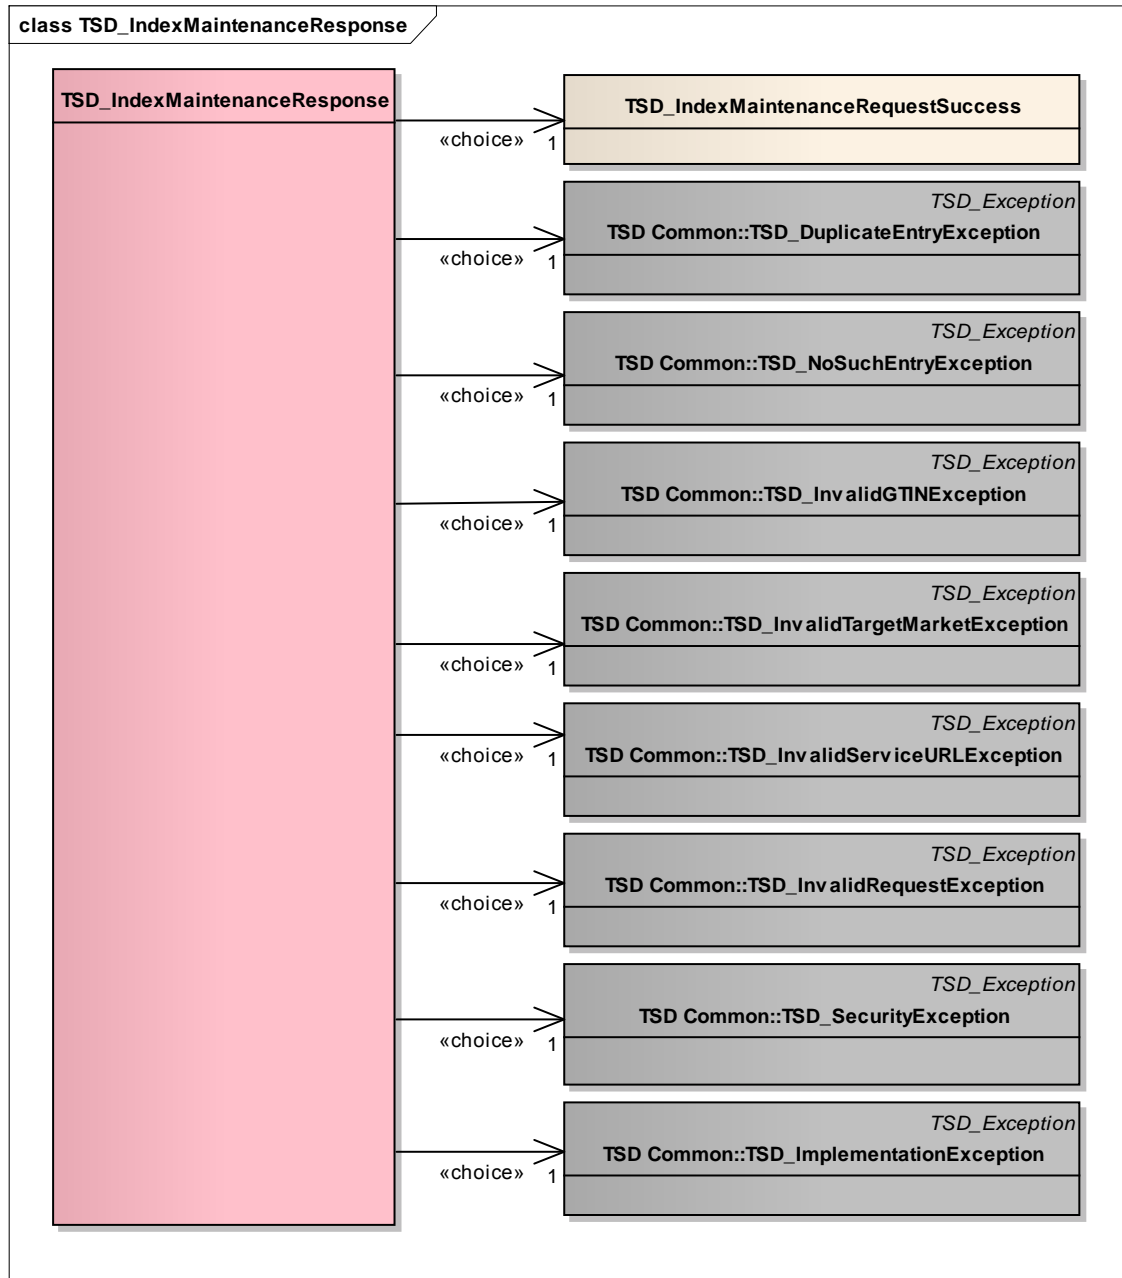 class TSD_IndexMaintenanceResponse
TSD_IndexMaintenanceResponse
TSD_IndexMaintenanceRequestSuccess
«choice» 1
TSD_Exception
TSD Common::TSD_DuplicateEntryException
«choice» 1
TSD_Exception
TSD Common::TSD_NoSuchEntryException
«choice» 1
TSD_Exception
TSD Common::TSD_InvalidGTINException
«choice» 1
TSD_Exception
TSD Common::TSD_InvalidTargetMarketException
«choice» 1
TSD_Exception
TSD Common::TSD_InvalidServiceURLException
«choice» 1
TSD_Exception
TSD Common::TSD_InvalidRequestException
«choice» 1
TSD_Exception
TSD Common::TSD_SecurityException
«choice» 1
TSD_Exception
TSD Common::TSD_ImplementationException
«choice» 1